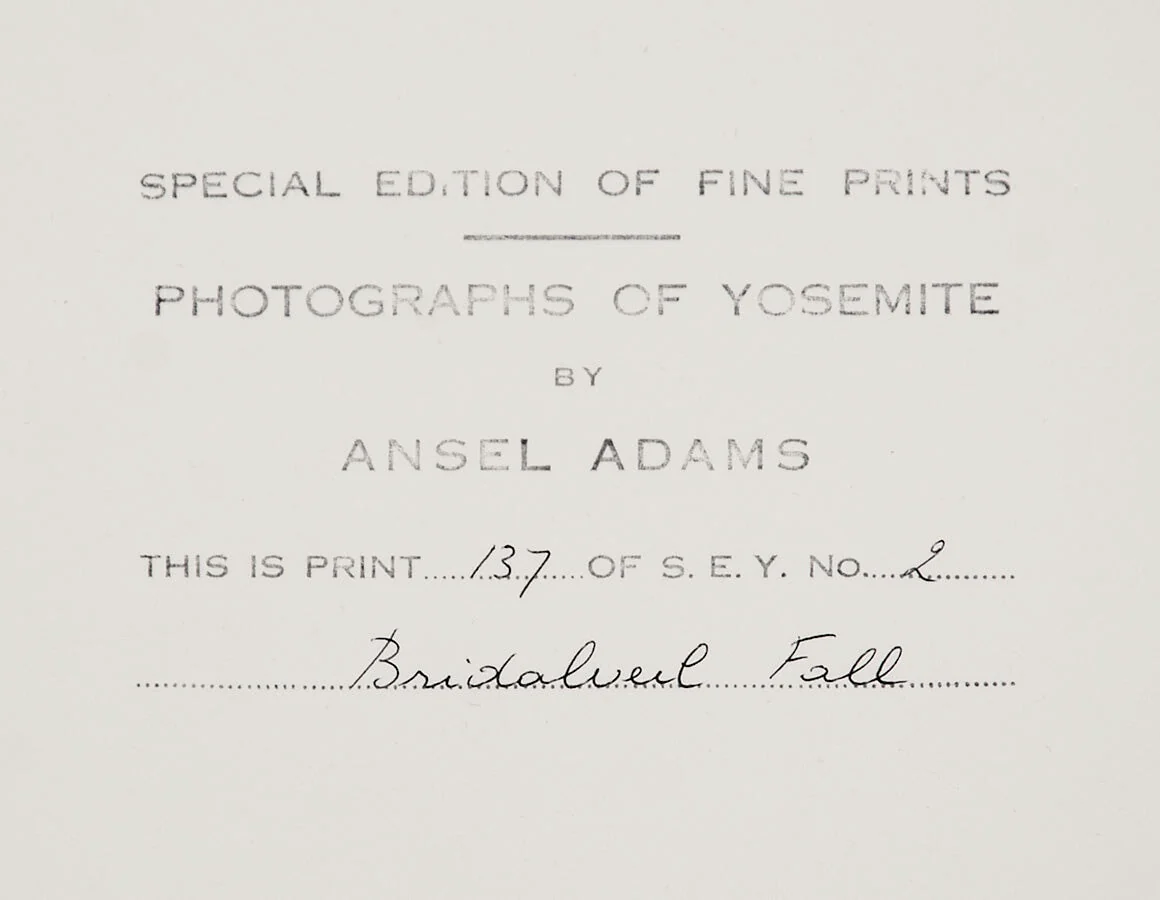 SPECIAL EDITION OF FINE PRINTS
PHOTOGRAPHS OF YOSEMITE
BY
ANSEL ADAMS
THIS IS PRINT.....137.....OF S. E. Y. No.....2..........
Bridalveil Fall